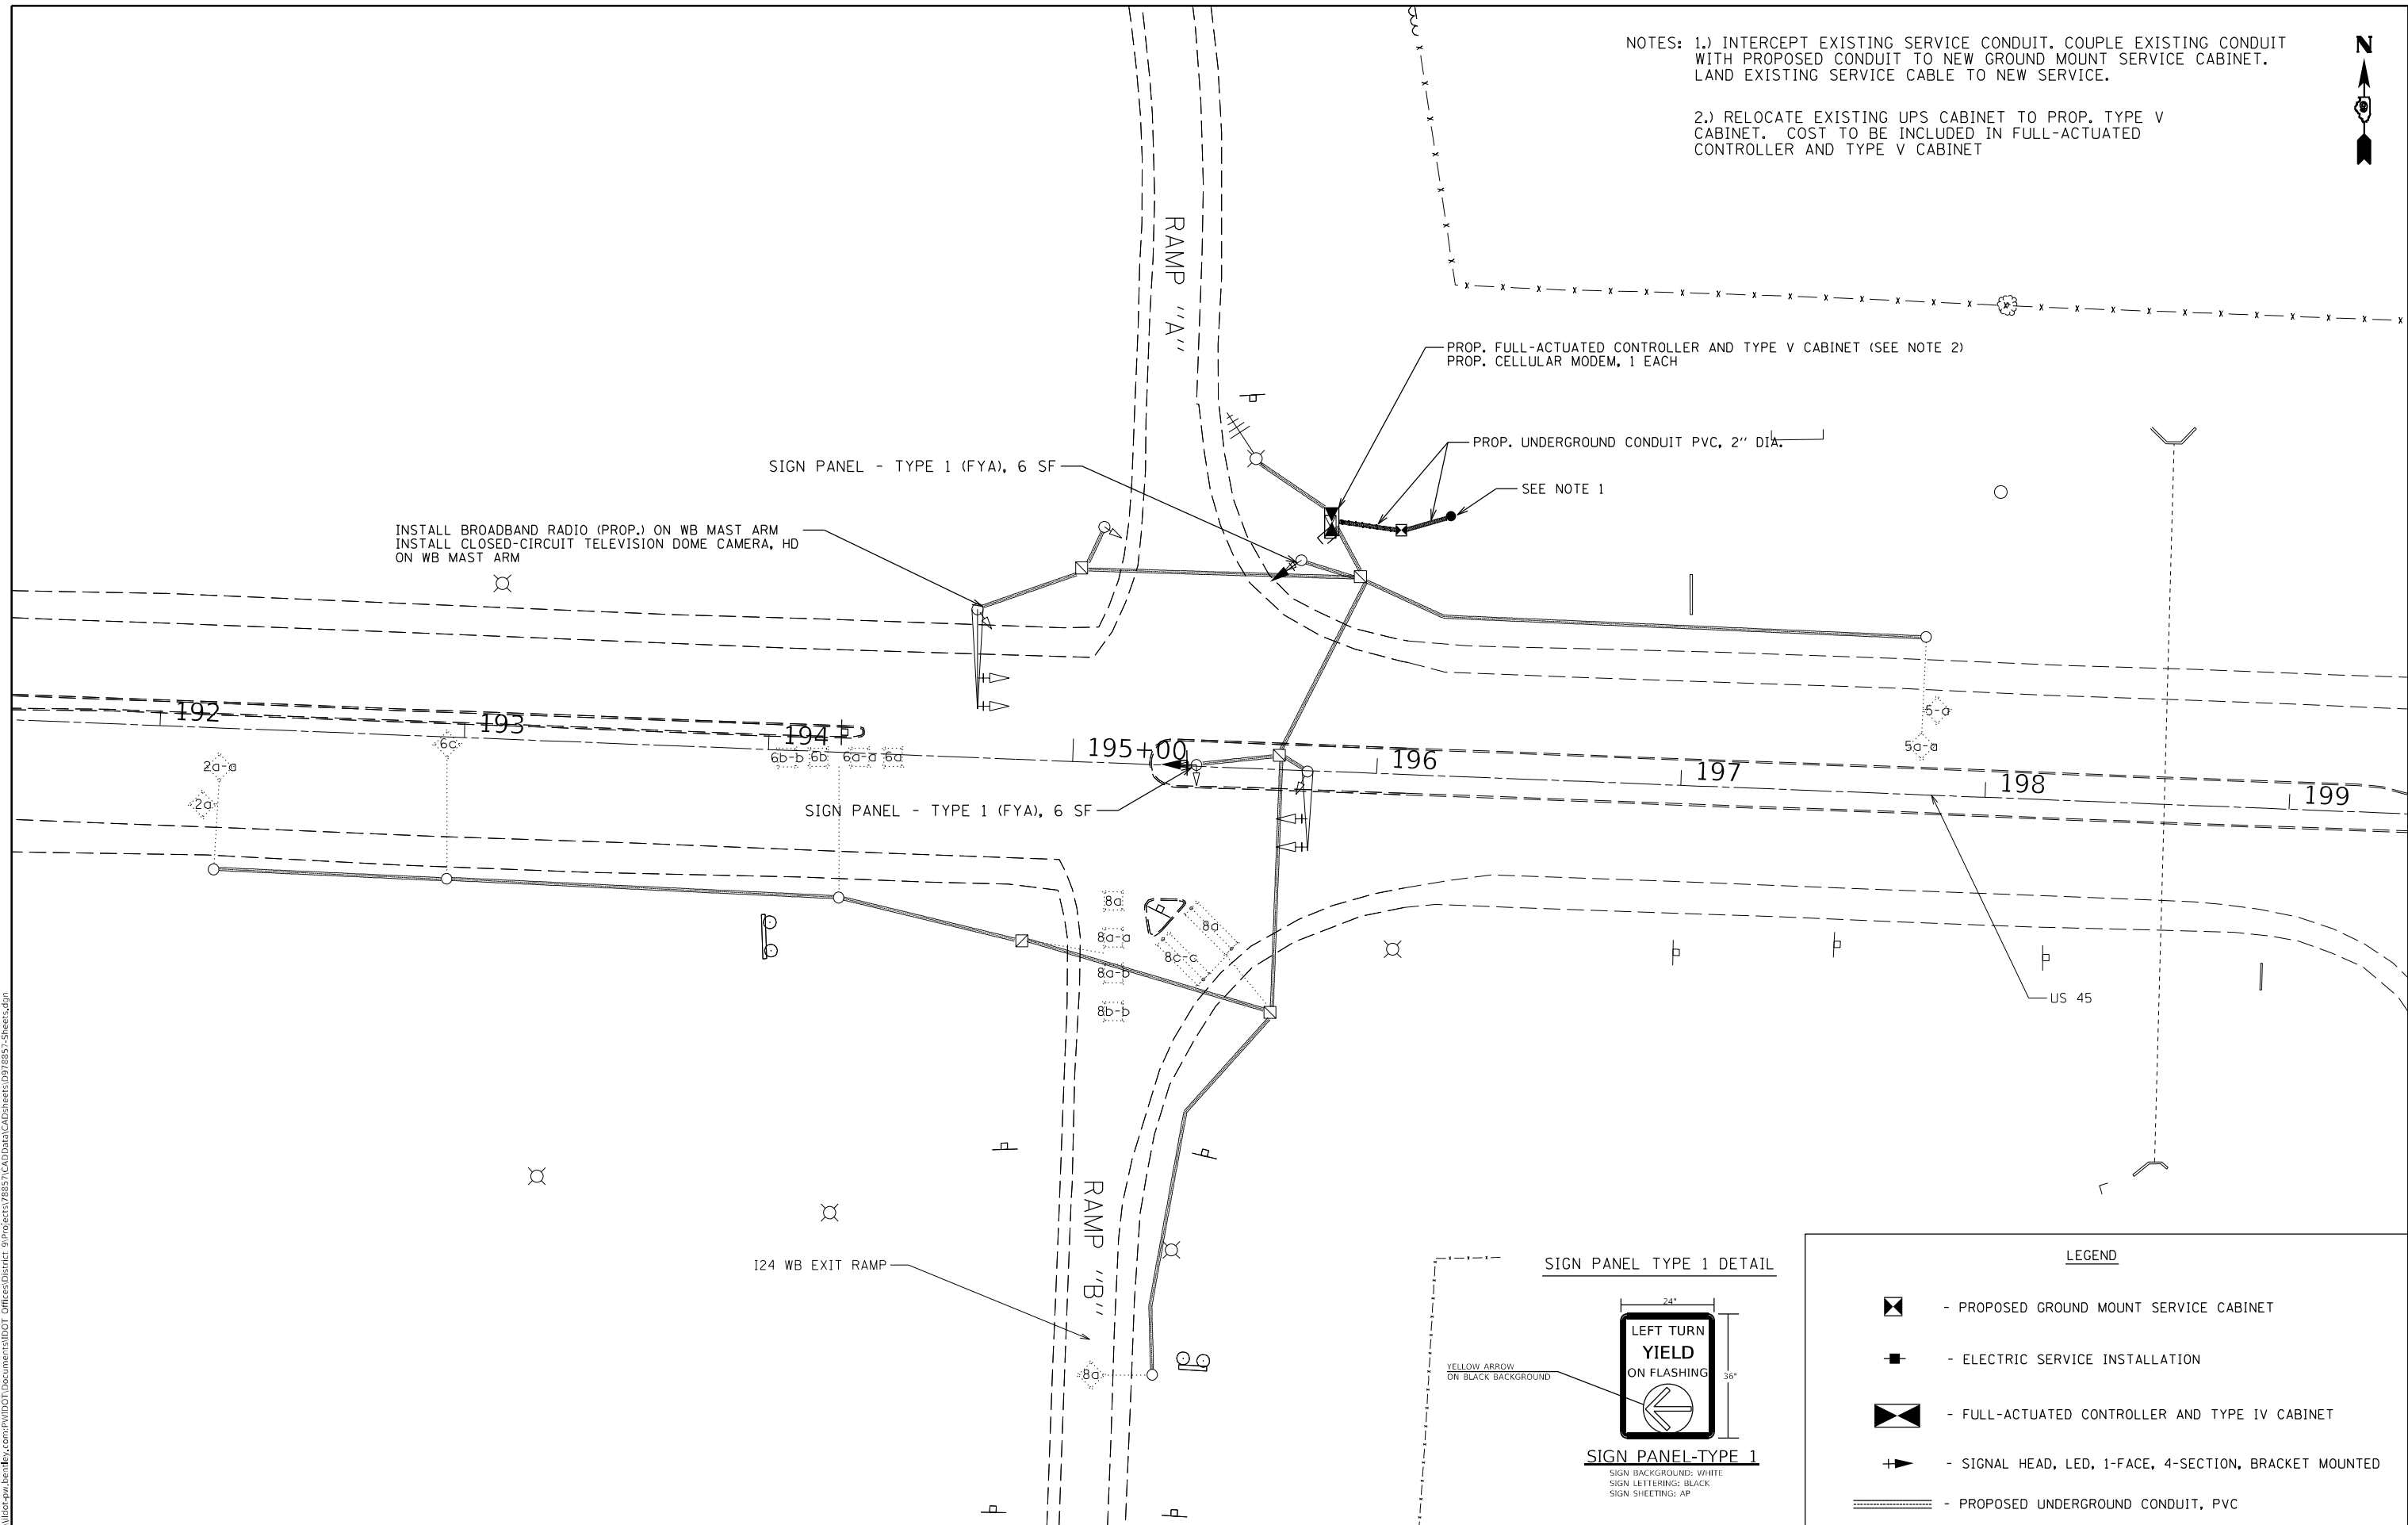 NOTES: 1.) INTERCEPT EXISTING SERVICE CONDUIT. COUPLE EXISTING CONDUIT
WITH PROPOSED CONDUIT TO NEW GROUND MOUNT SERVICE CABINET.
LAND EXISTING SERVICE CABLE TO NEW SERVICE.
2.) RELOCATE EXISTING UPS CABINET TO PROP. TYPE V
CABINET. COST TO BE INCLUDED IN FULL-ACTUATED
CONTROLLER AND TYPE V CABINET
N
RAMP "A"
PROP. FULL-ACTUATED CONTROLLER AND TYPE V CABINET (SEE NOTE 2)
PROP. CELLULAR MODEM, 1 EACH
PROP. UNDERGROUND CONDUIT PVC, 2" DIA.
SIGN PANEL - TYPE 1 (FYA), 6 SF
SEE NOTE 1
INSTALL BROADBAND RADIO (PROP.) ON WB MAST ARM
INSTALL CLOSED-CIRCUIT TELEVISION DOME CAMERA, HD
ON WB MAST ARM
192
193
194
195+00
196
197
198
199
5-a
5a-a
6c
2a-a
2a
6b-b
6b
6a-a
6a
SIGN PANEL - TYPE 1 (FYA), 6 SF
8a
8a-a
8a-b
8b-b
8a
8c-c
US 45
RAMP "B"
I24 WB EXIT RAMP
8a
SIGN PANEL TYPE 1 DETAIL
24"
36"
LEFT TURN
YIELD
ON FLASHING
YELLOW ARROW
ON BLACK BACKGROUND
SIGN PANEL-TYPE 1
SIGN BACKGROUND: WHITE
SIGN LETTERING: BLACK
SIGN SHEETING: AP
LEGEND
- PROPOSED GROUND MOUNT SERVICE CABINET
- ELECTRIC SERVICE INSTALLATION
- FULL-ACTUATED CONTROLLER AND TYPE IV CABINET
- SIGNAL HEAD, LED, 1-FACE, 4-SECTION, BRACKET MOUNTED
- PROPOSED UNDERGROUND CONDUIT, PVC